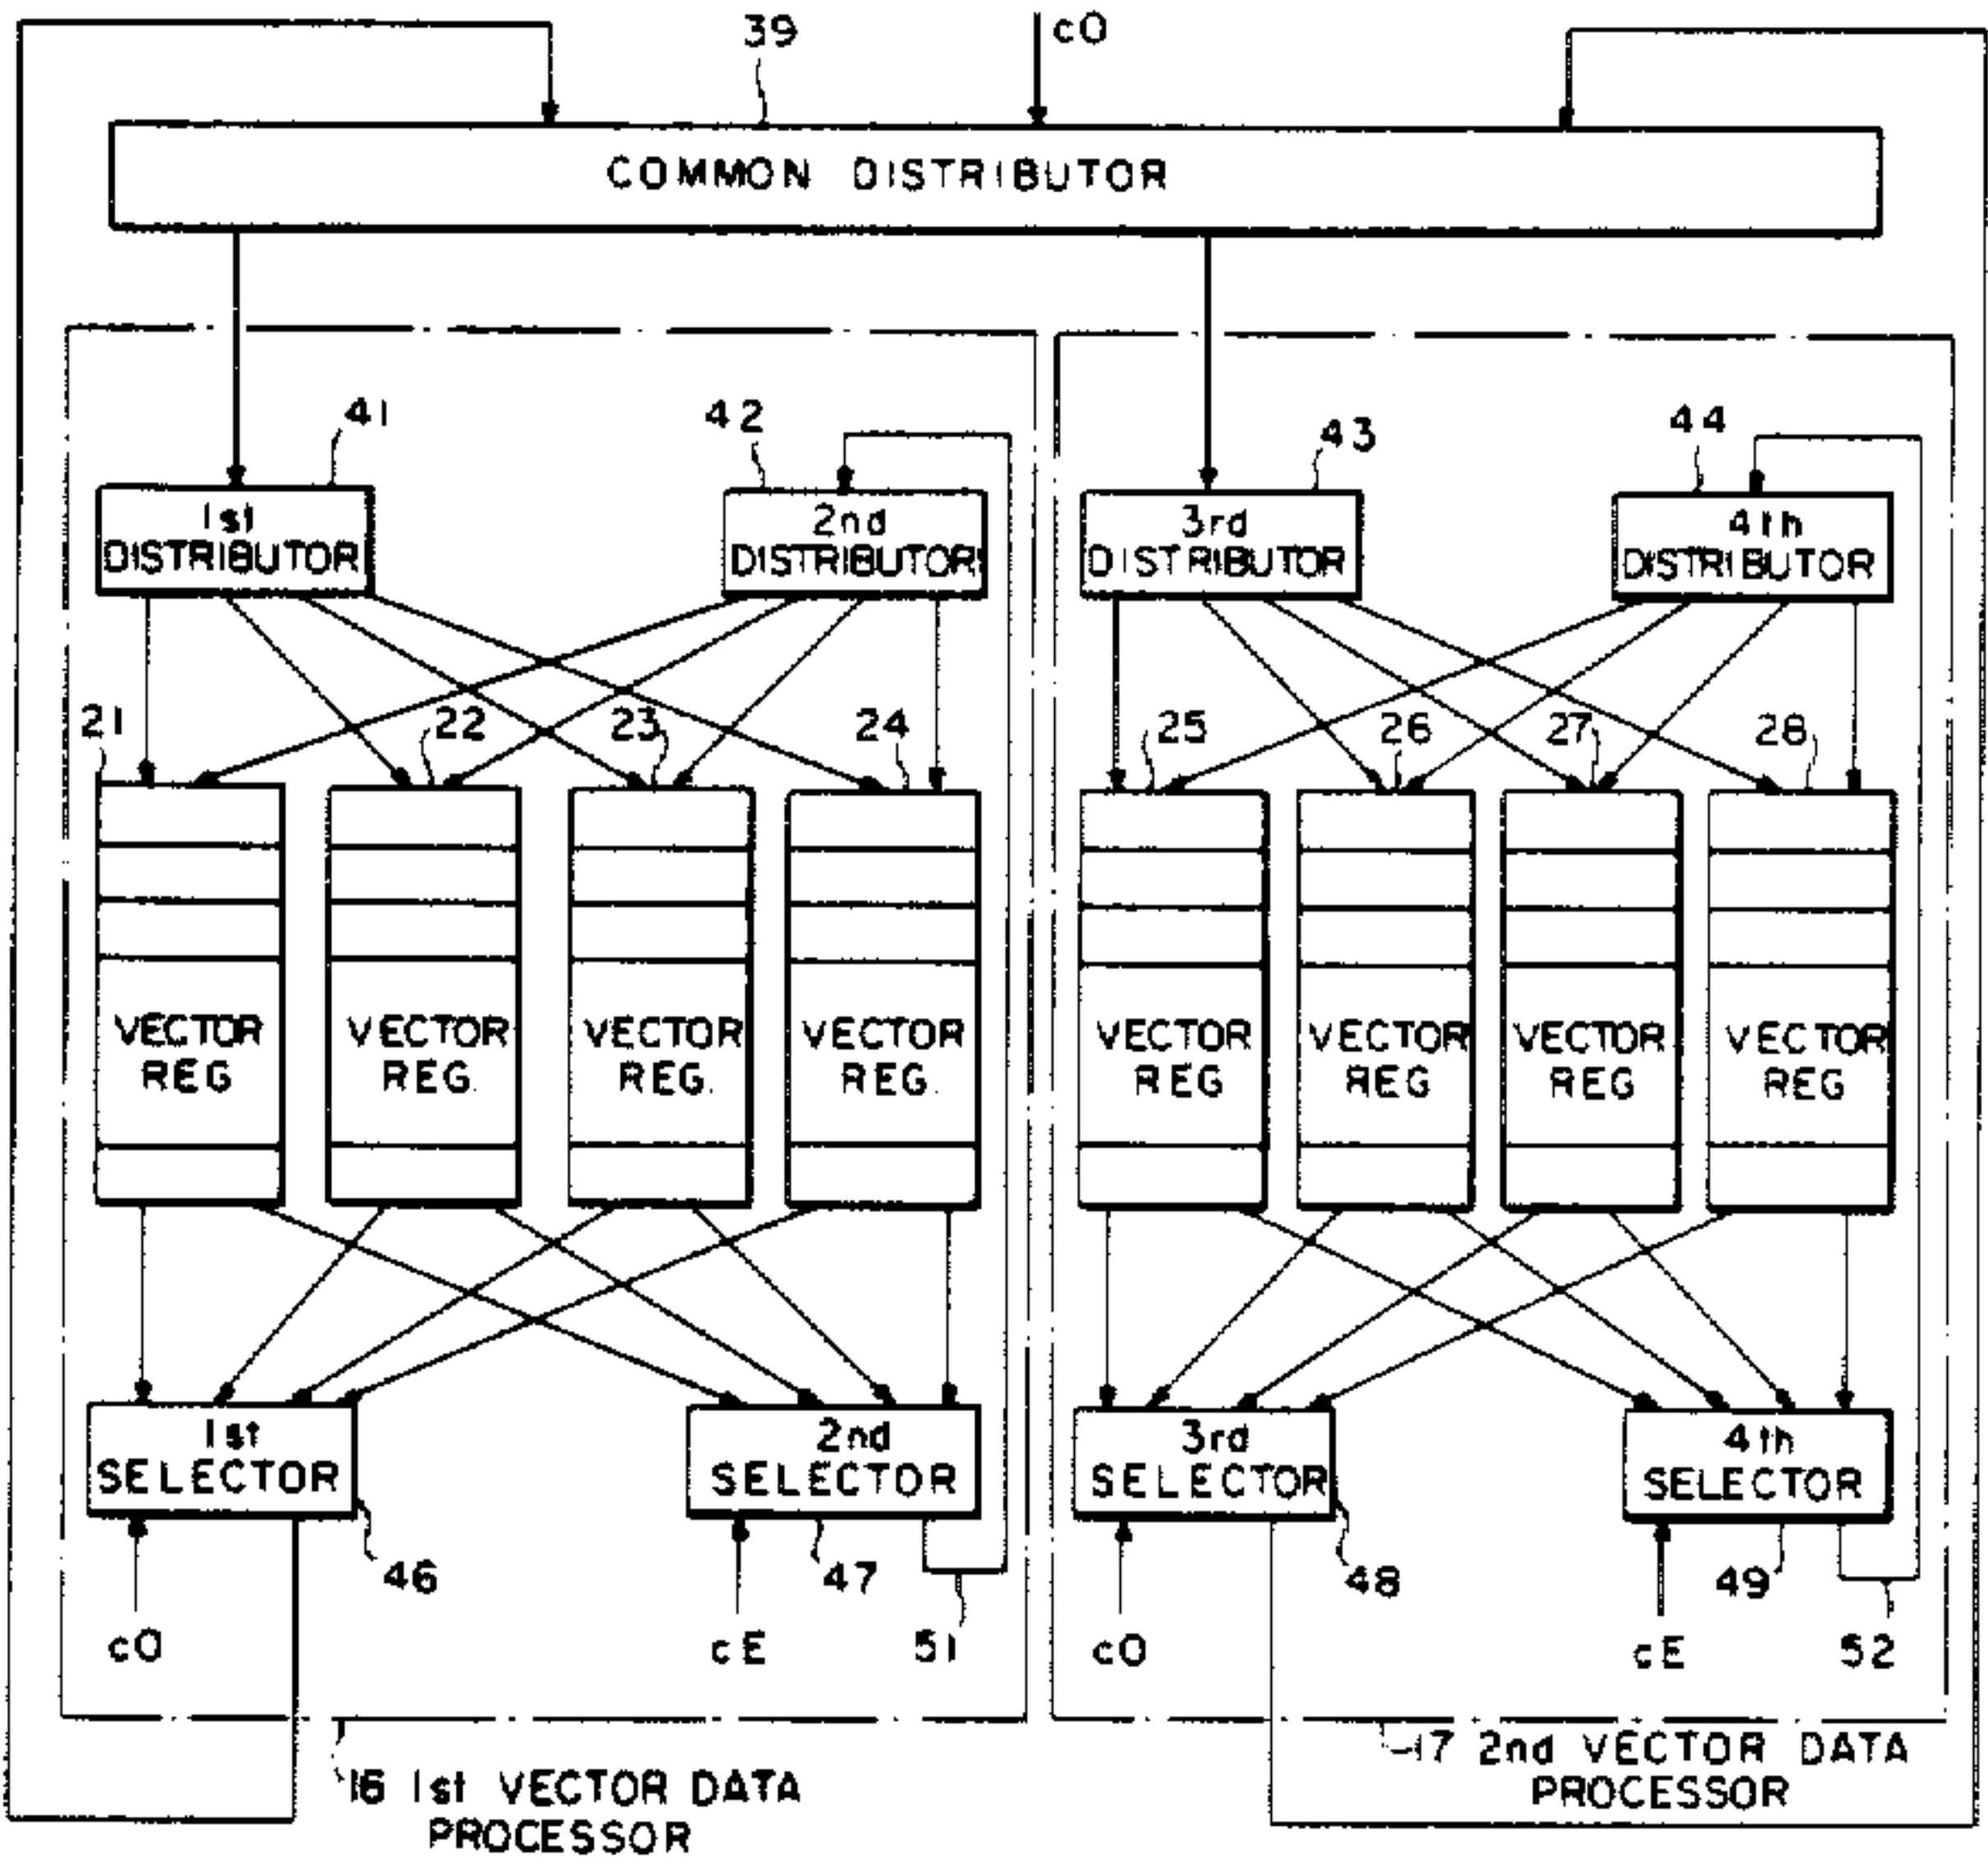 39
cO
COMMON DISTRIBUTOR
41
42
43
44
1st
DISTRIBUTOR
2nd
DISTRIBUTOR
3rd
DISTRIBUTOR
4th
DISTRIBUTOR
21
22
23
24
25
26
27
28
VECTOR
REG
VECTOR
REG.
VECTOR
REG.
VECTOR
REG.
VECTOR
REG
VECTOR
REG
VECTOR
REG
VECTOR
REG
1st
SELECTOR
2nd
SELECTOR
3rd
SELECTOR
4th
SELECTOR
46
47
48
49
cO
cE
51
cO
cE
52
16 1st VECTOR DATA
PROCESSOR
17 2nd VECTOR DATA
PROCESSOR